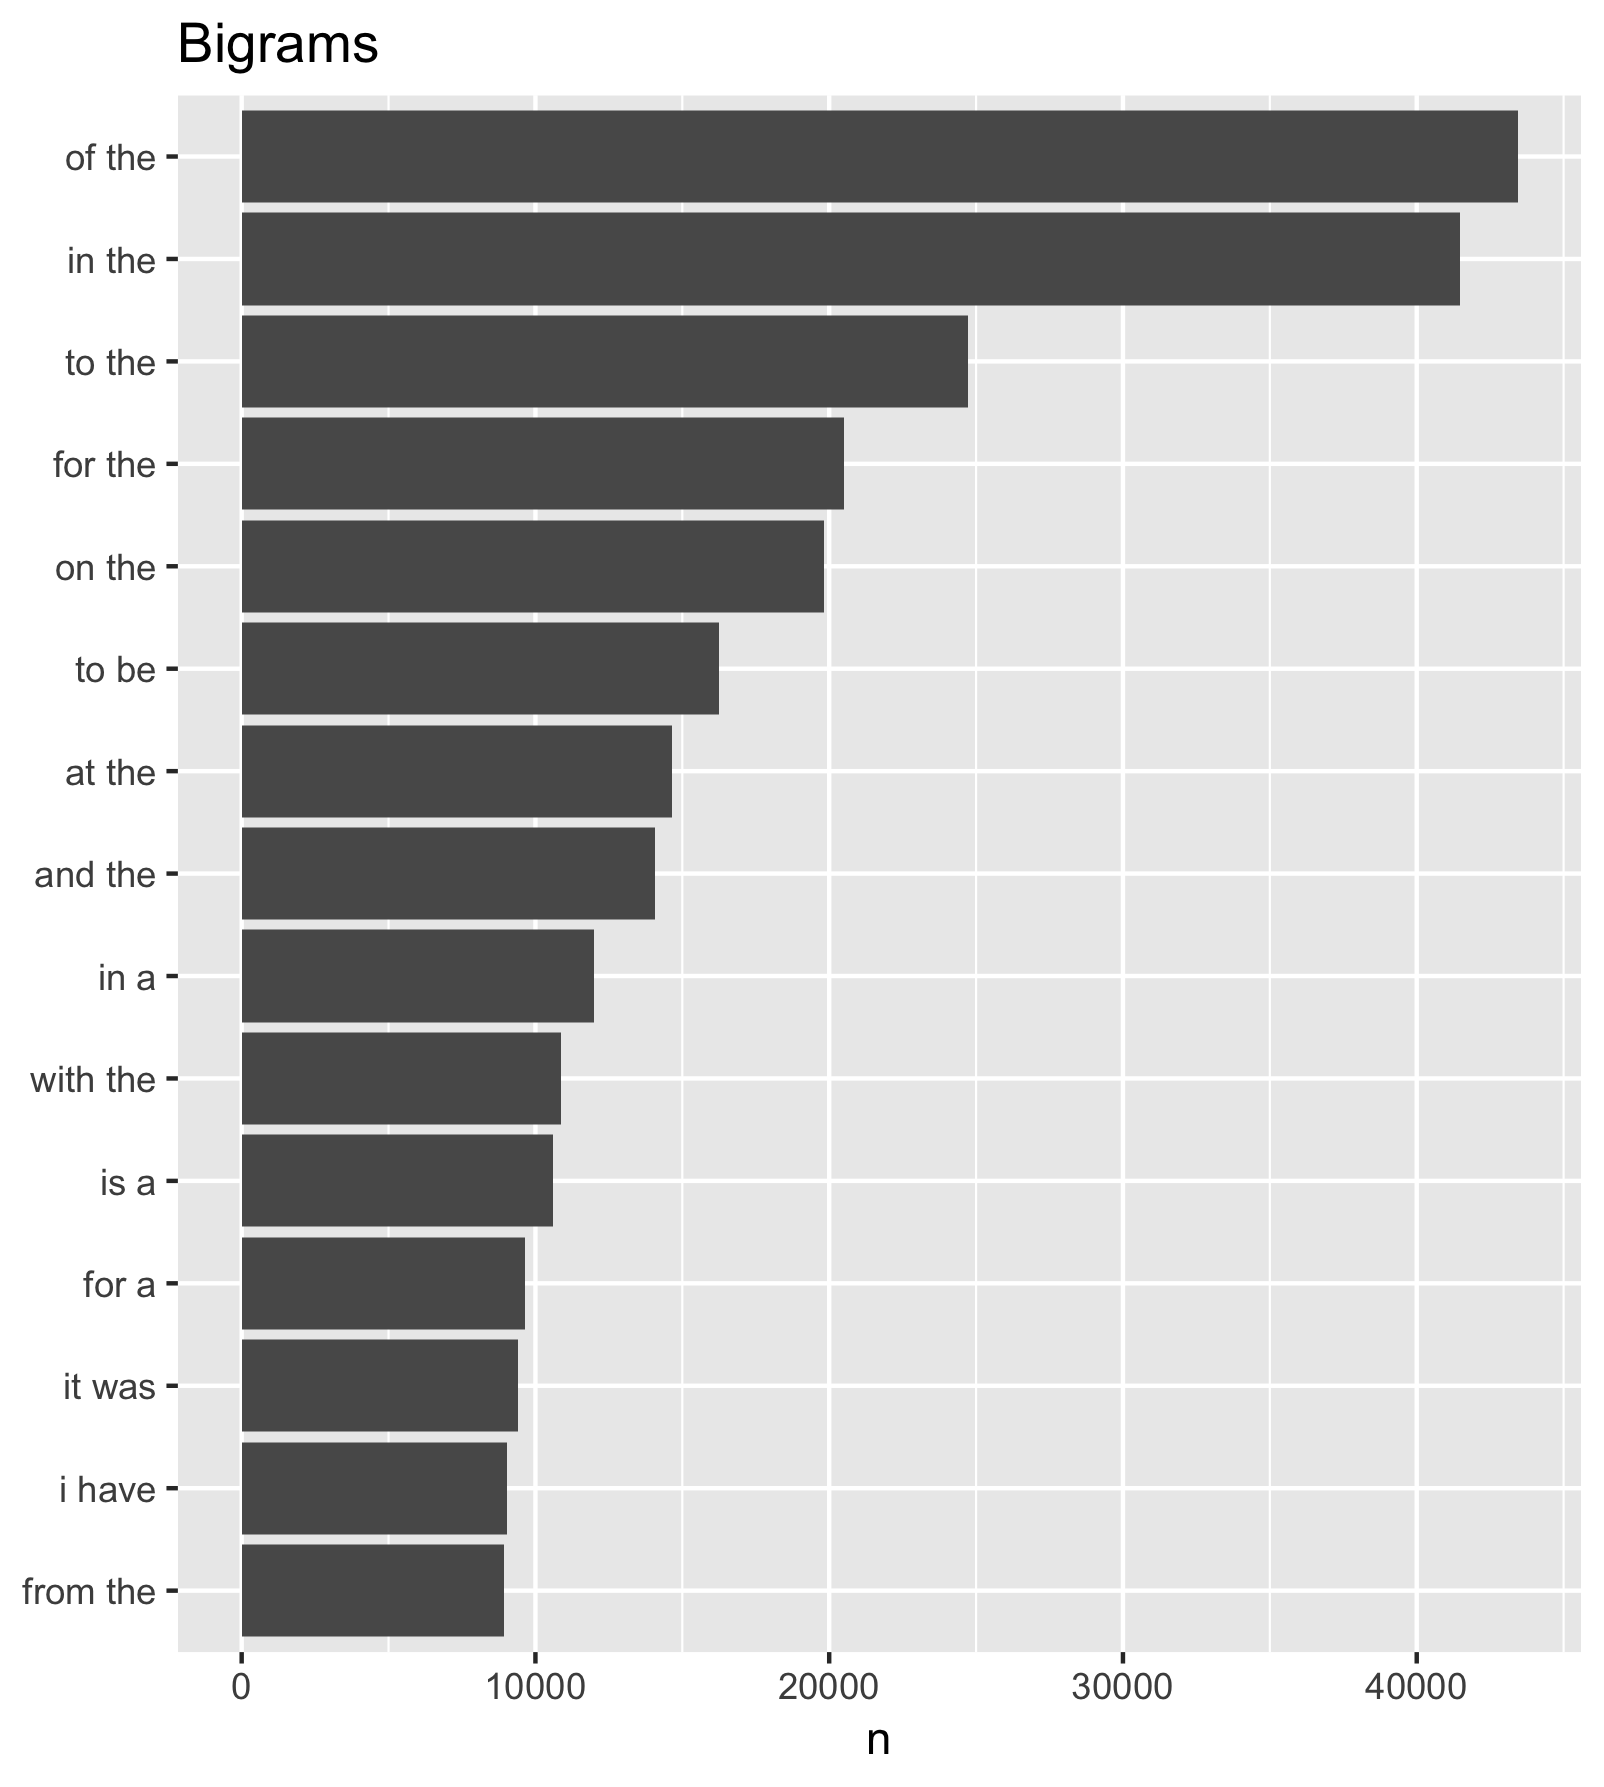 Bigrams
of the
in the
to the
for the
on the
to be
at the
and the
in a
with the
is a
for a
it was
i have
from the
0 10000 20000 30000 40000
n